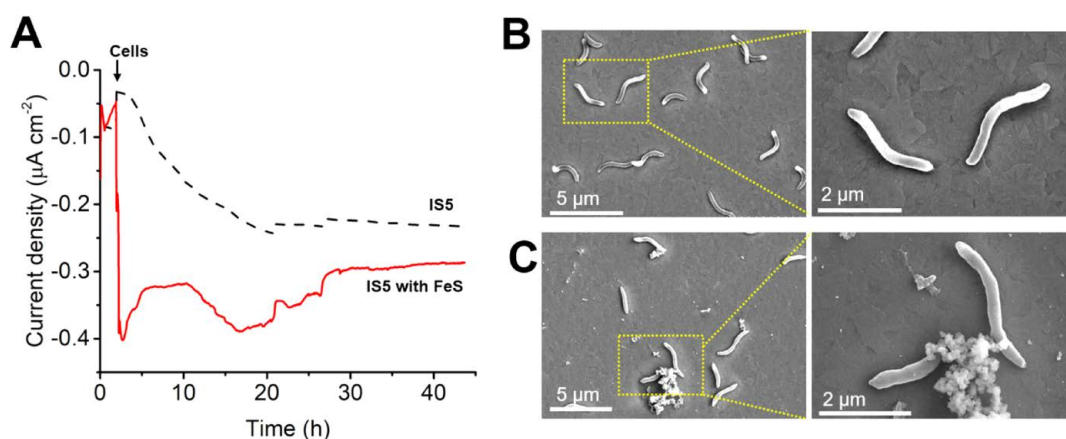 A
Cells
0.0
-0.1
-0.2
-0.3
-0.4
Current density (μA cm⁻²)
IS5
IS5 with FeS
0 10 20 30 40
Time (h)
B
5 μm
2 μm
C
5 μm
2 μm